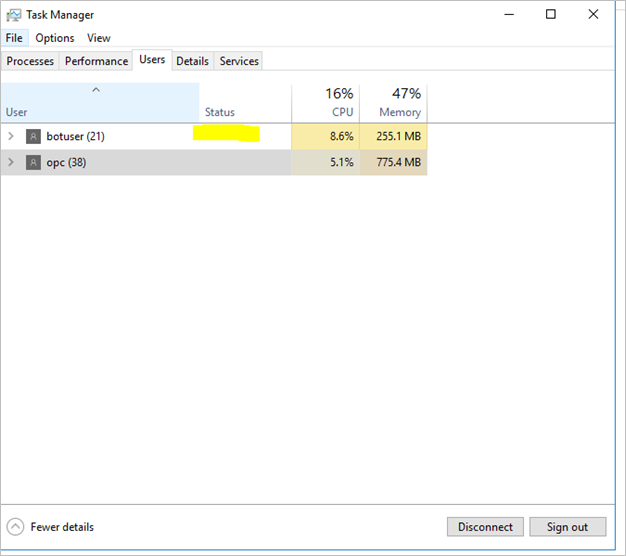 Task Manager
File Options View
Processes Performance Users Details Services
16% 47%
User Status CPU Memory
botuser (21) 8.6% 255.1 MB
opc (38) 5.1% 775.4 MB
Fewer details Disconnect Sign out